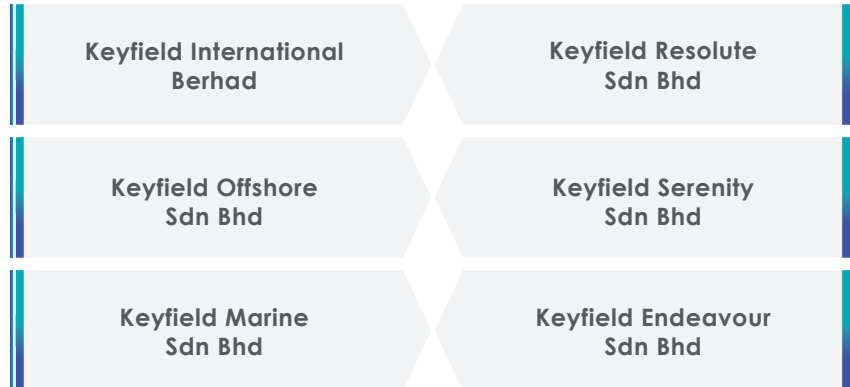 Keyfield International
Berhad
Keyfield Resolute
Sdn Bhd
Keyfield Offshore
Sdn Bhd
Keyfield Serenity
Sdn Bhd
Keyfield Marine
Sdn Bhd
Keyfield Endeavour
Sdn Bhd